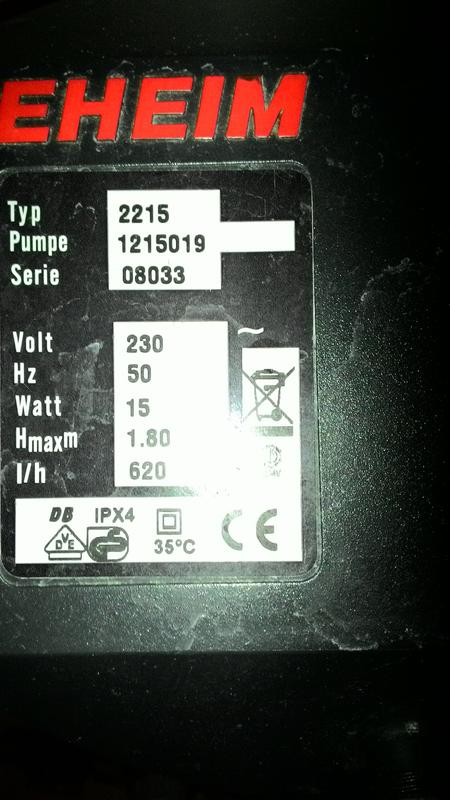 EHEIM
Typ 2215
Pumpe 1215019
Serie 08033
Volt 230 ~
Hz 50
Watt 15
Hmaxm 1.80
l/h 620
DB IPX4
VDE 35°C CE